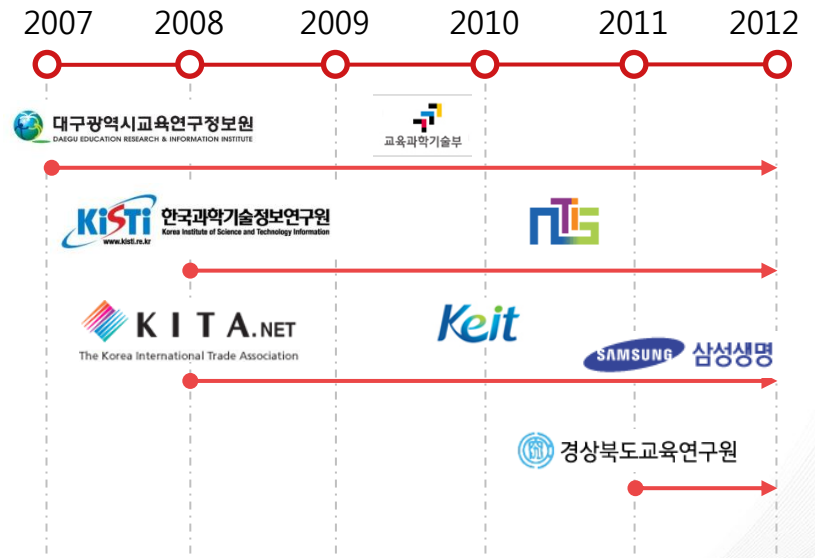 2007 2008 2009 2010 2011 2012
대구광역시교육연구정보원
DAEGU EDUCATION RESEARCH & INFORMATION INSTITUTE
교육과학기술부
KiSTi 한국과학기술정보연구원
Korea Institute of Science and Technology Information
www.kisti.re.kr
NTIS
KITA.NET
The Korea International Trade Association
Keit
SAMSUNG 삼성생명
경상북도교육연구원